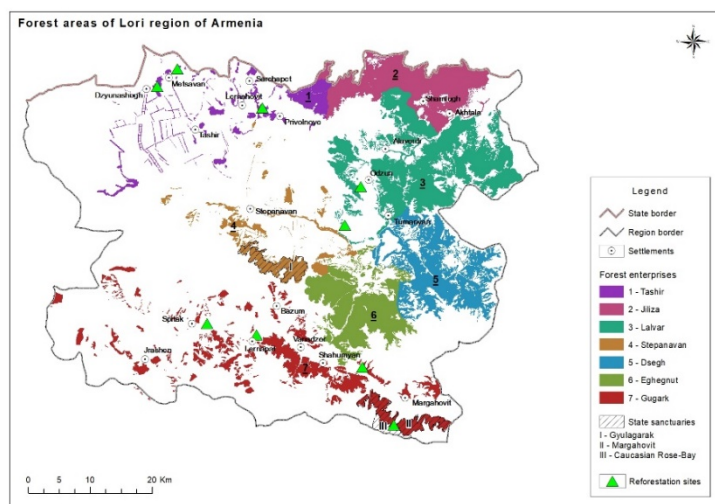 Forest areas of Lori region of Armenia
Metsavan
Sarchapet
Dzyunashogh
Lernahovit
Privolnoye
Tashir
1
2
Shamlugh
Akhtala
Alaverdi
Odzun
3
Stepanavan
Tumanyan
4
I
5
Bazum
6
Spitak
Vanadzor
Lernapat
Jrashen
Shahumyan
7
Margahovit
III
II
0 5 10 20 Km
Legend
State border
Region border
Settlements
Forest enterprises
1 - Tashir
2 - Jiliza
3 - Lalvar
4 - Stepanavan
5 - Dsegh
6 - Eghegnut
7 - Gugark
State sanctuaries
I - Gyulagarak
II - Margahovit
III - Caucasian Rose-Bay
Reforestation sites